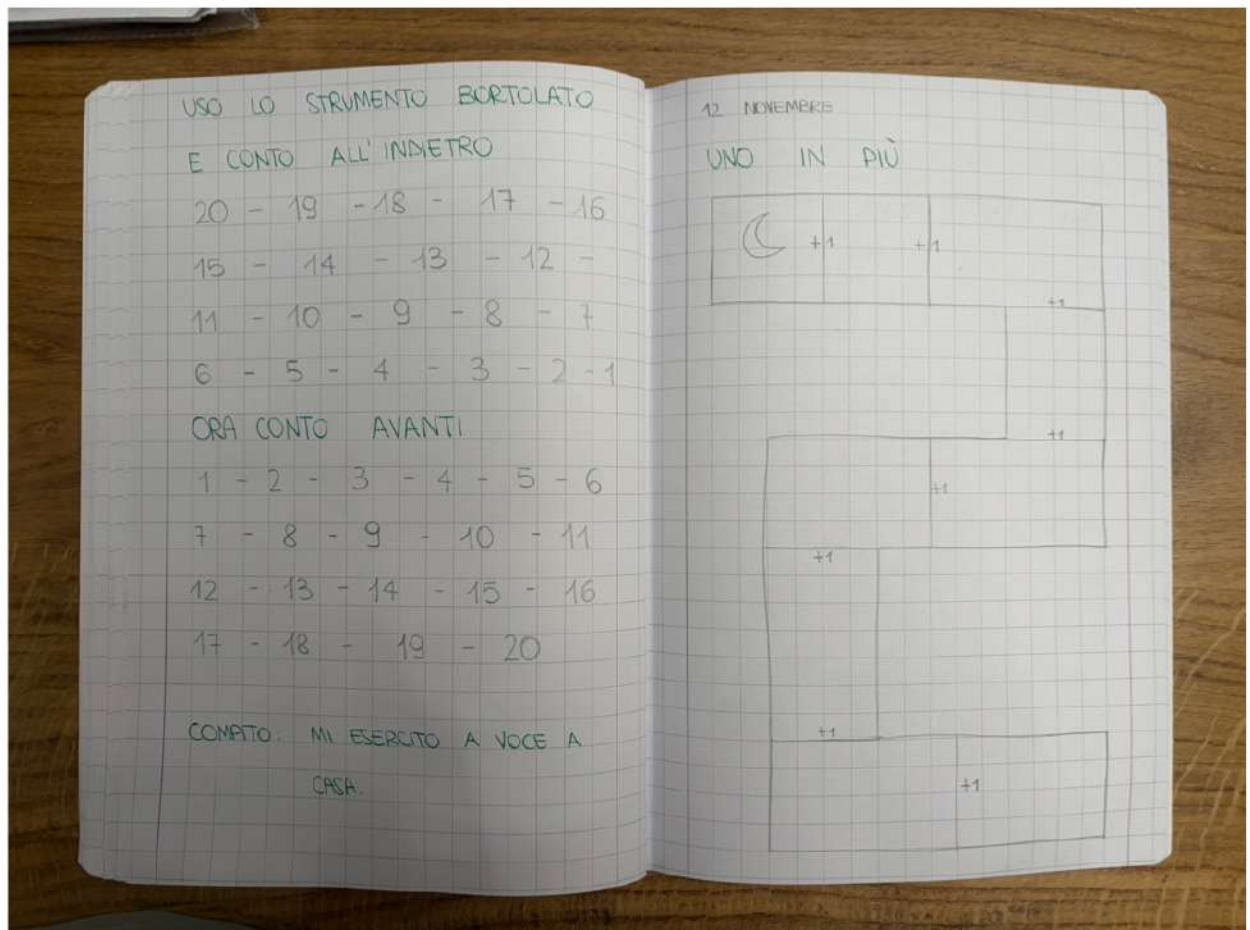 USO LO STRUMENTO BORTOLATO
E CONTO ALL'INDIETRO
20 - 19 - 18 - 17 - 16
15 - 14 - 13 - 12 -
11 - 10 - 9 - 8 - 7
6 - 5 - 4 - 3 - 2 - 1
ORA CONTO AVANTI
1 - 2 - 3 - 4 - 5 - 6
7 - 8 - 9 - 10 - 11
12 - 13 - 14 - 15 - 16
17 - 18 - 19 - 20
COMPITO: MI ESERCITO A VOCE A
CASA.
12 NOVEMBRE
UNO IN PIÙ
+1 +1
+1
+1
+1
+1
+1
+1